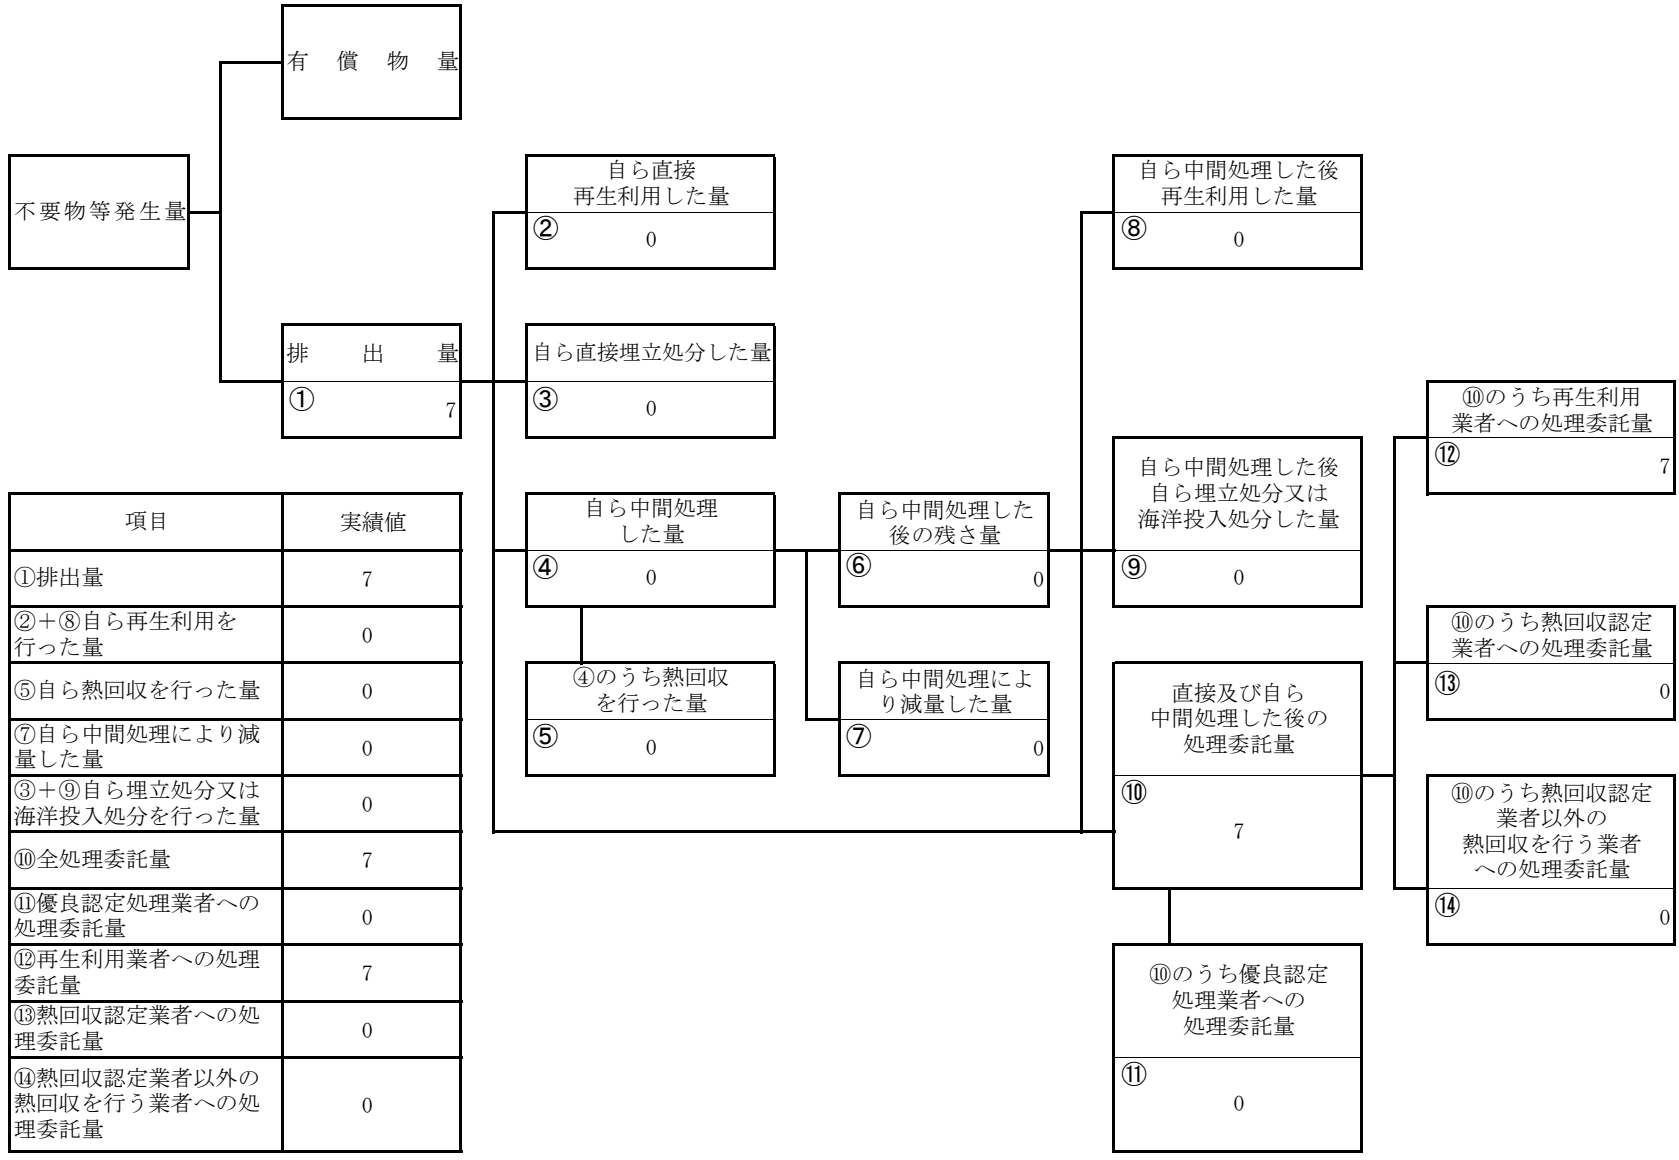 有償物量
不要物等発生量
排出量
①
7
自ら直接
再生利用した量
②
0
自ら直接埋立処分した量
③
0
自ら中間処理
した量
④
0
④のうち熱回収
を行った量
⑤
0
自ら中間処理した
後の残さ量
⑥
0
自ら中間処理によ
り減量した量
⑦
0
自ら中間処理した後
再生利用した量
⑧
0
自ら中間処理した後
自ら埋立処分又は
海洋投入処分した量
⑨
0
直接及び自ら
中間処理した後の
処理委託量
⑩
7
⑩のうち優良認定
処理業者への
処理委託量
⑪
0
⑩のうち再生利用
業者への処理委託量
⑫
7
⑩のうち熱回収認定
業者への処理委託量
⑬
0
⑩のうち熱回収認定
業者以外の
熱回収を行う業者
への処理委託量
⑭
0
項目 実績値
①排出量 7
②＋⑧自ら再生利用を
行った量 0
⑤自ら熱回収を行った量 0
⑦自ら中間処理により減
量した量 0
③＋⑨自ら埋立処分又は
海洋投入処分を行った量 0
⑩全処理委託量 7
⑪優良認定処理業者への
処理委託量 0
⑫再生利用業者への処理
委託量 7
⑬熱回収認定業者への処
理委託量 0
⑭熱回収認定業者以外の
熱回収を行う業者への処
理委託量 0